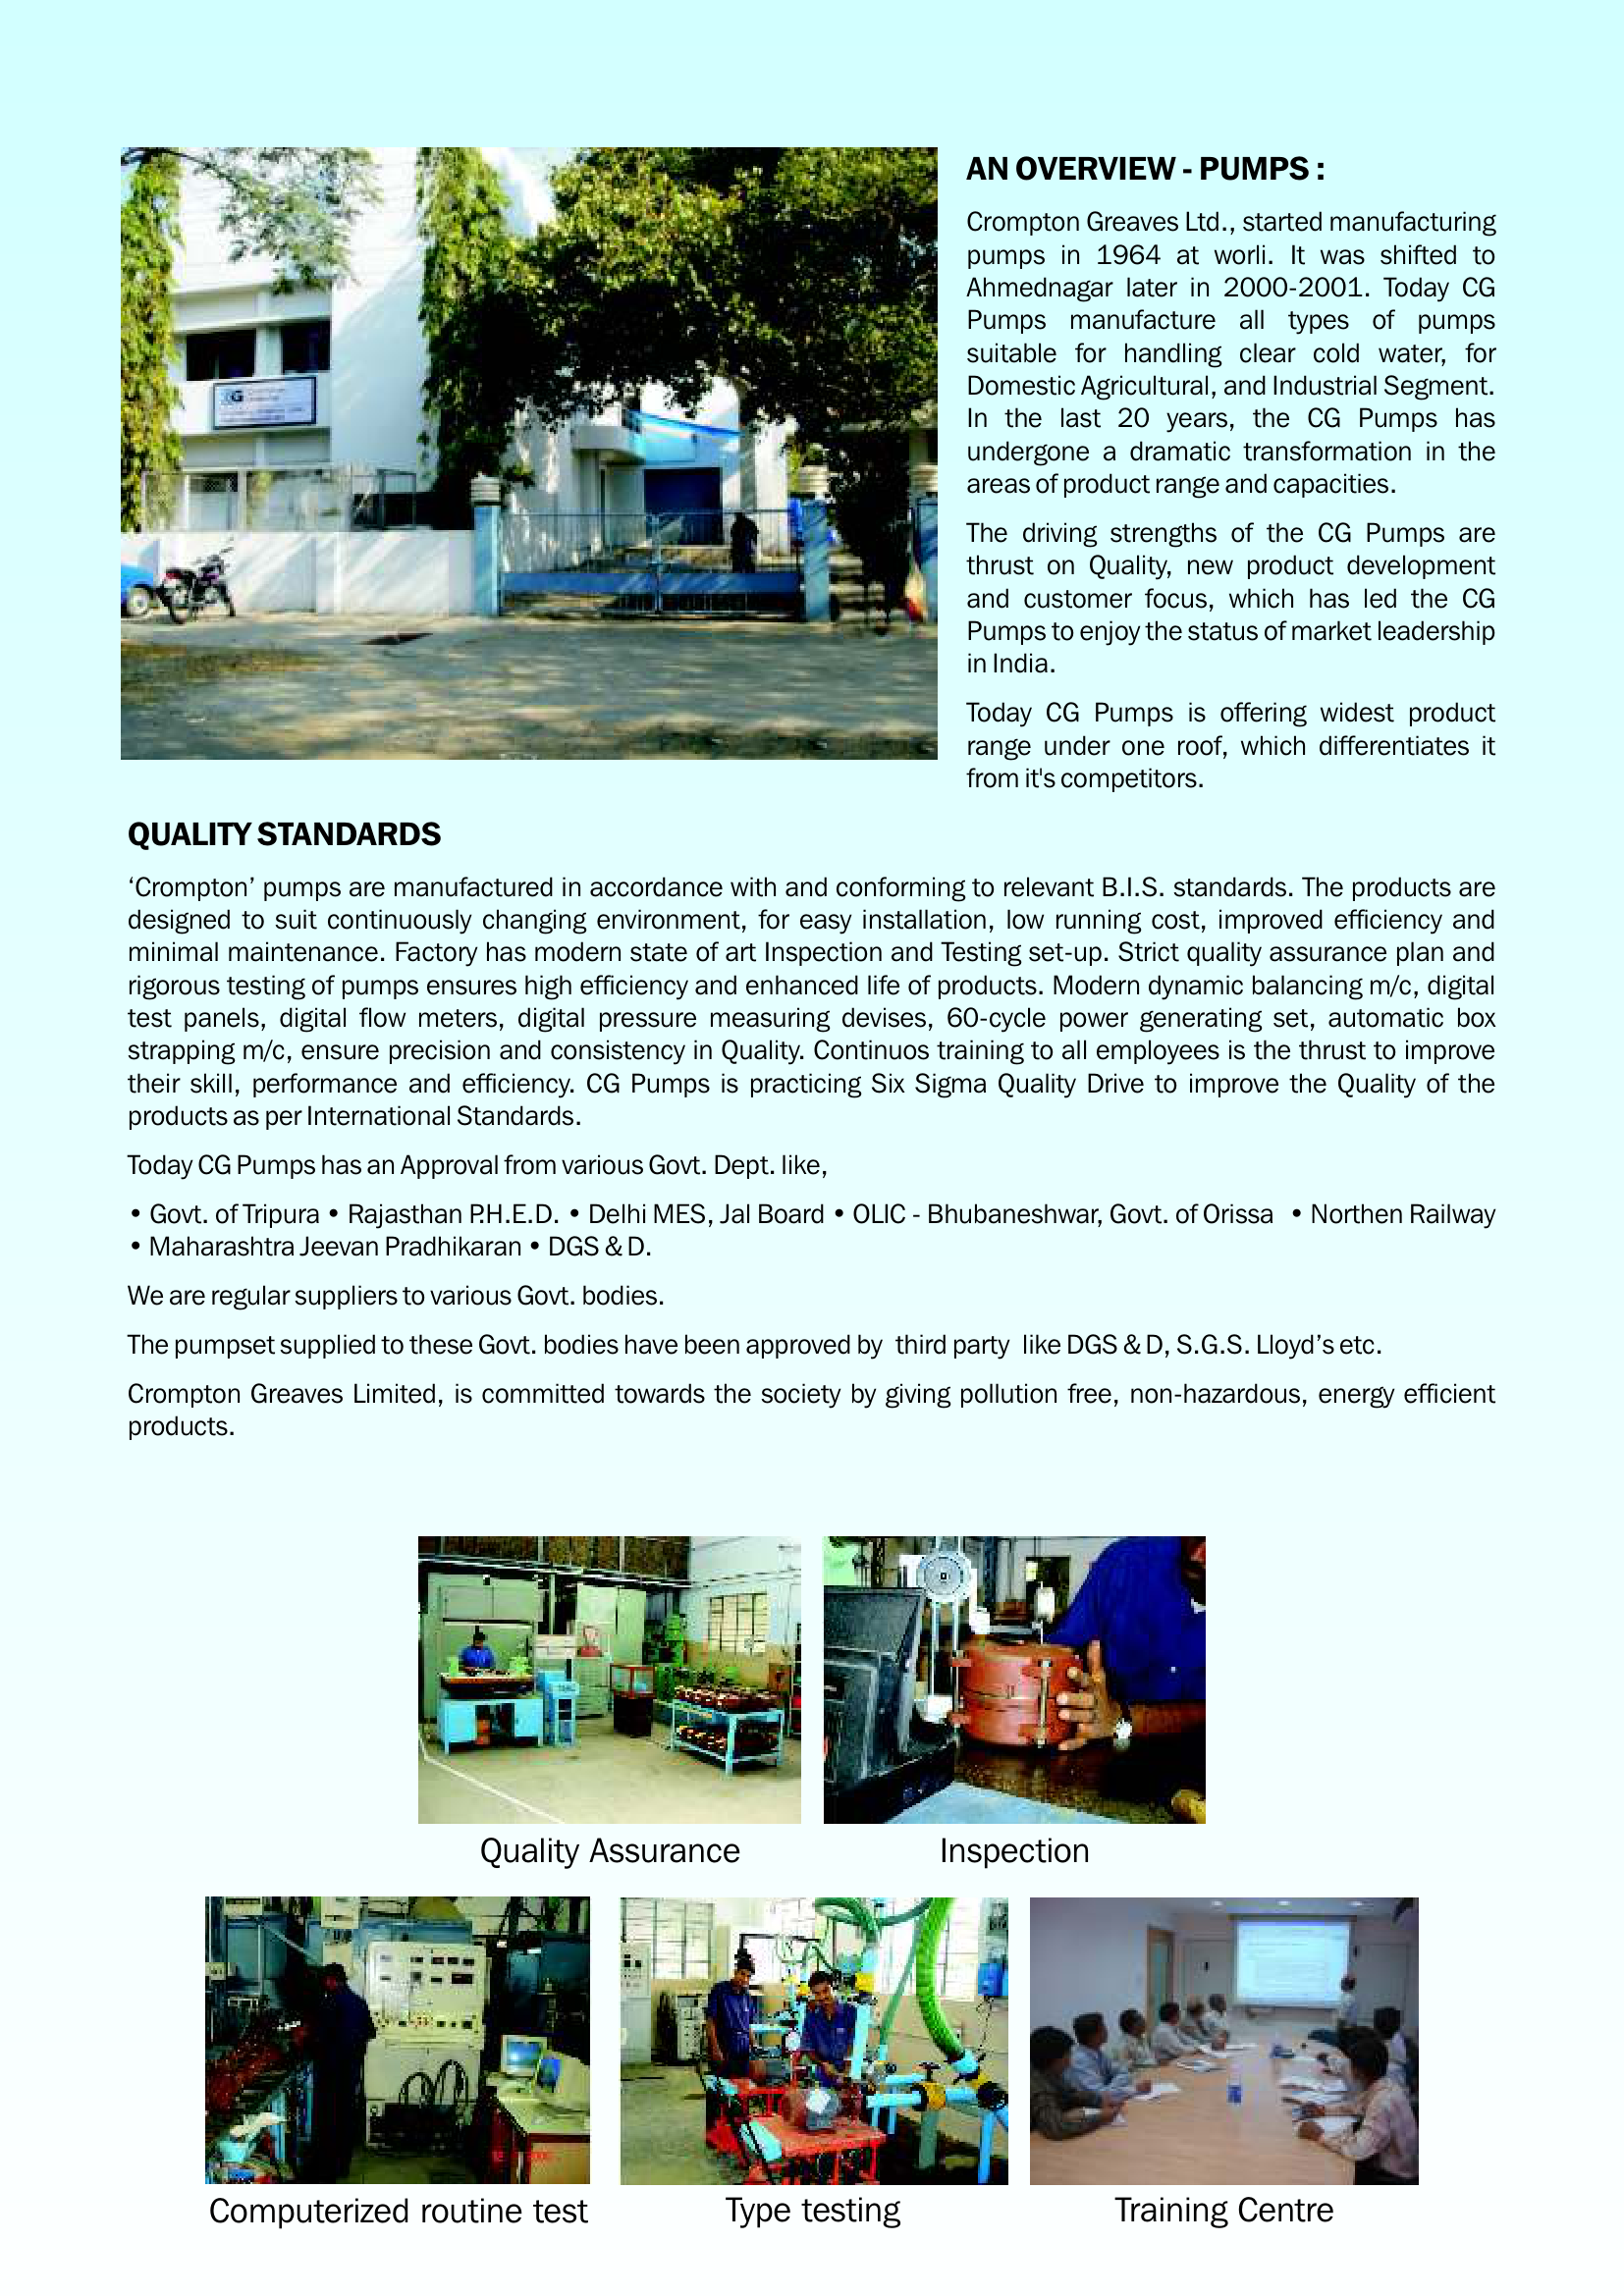 AN OVERVIEW - PUMPS :
Crompton Greaves Ltd., started manufacturing
pumps in 1964 at worli. It was shifted to
Ahmednagar later in 2000-2001. Today CG
Pumps manufacture all types of pumps
suitable for handling clear cold water, for
Domestic Agricultural, and Industrial Segment.
In the last 20 years, the CG Pumps has
undergone a dramatic transformation in the
areas of product range and capacities.
The driving strengths of the CG Pumps are
thrust on Quality, new product development
and customer focus, which has led the CG
Pumps to enjoy the status of market leadership
in India.
Today CG Pumps is offering widest product
range under one roof, which differentiates it
from it's competitors.
CG
QUALITY STANDARDS
‘Crompton’ pumps are manufactured in accordance with and conforming to relevant B.I.S. standards. The products are
designed to suit continuously changing environment, for easy installation, low running cost, improved efficiency and
minimal maintenance. Factory has modern state of art Inspection and Testing set-up. Strict quality assurance plan and
rigorous testing of pumps ensures high efficiency and enhanced life of products. Modern dynamic balancing m/c, digital
test panels, digital flow meters, digital pressure measuring devises, 60-cycle power generating set, automatic box
strapping m/c, ensure precision and consistency in Quality. Continuos training to all employees is the thrust to improve
their skill, performance and efficiency. CG Pumps is practicing Six Sigma Quality Drive to improve the Quality of the
products as per International Standards.
Today CG Pumps has an Approval from various Govt. Dept. like,
• Govt. of Tripura • Rajasthan P.H.E.D. • Delhi MES, Jal Board • OLIC - Bhubaneshwar, Govt. of Orissa • Northen Railway
• Maharashtra Jeevan Pradhikaran • DGS & D.
We are regular suppliers to various Govt. bodies.
The pumpset supplied to these Govt. bodies have been approved by third party like DGS & D, S.G.S. Lloyd’s etc.
Crompton Greaves Limited, is committed towards the society by giving pollution free, non-hazardous, energy efficient
products.
Quality Assurance
Inspection
Computerized routine test
Type testing
Training Centre